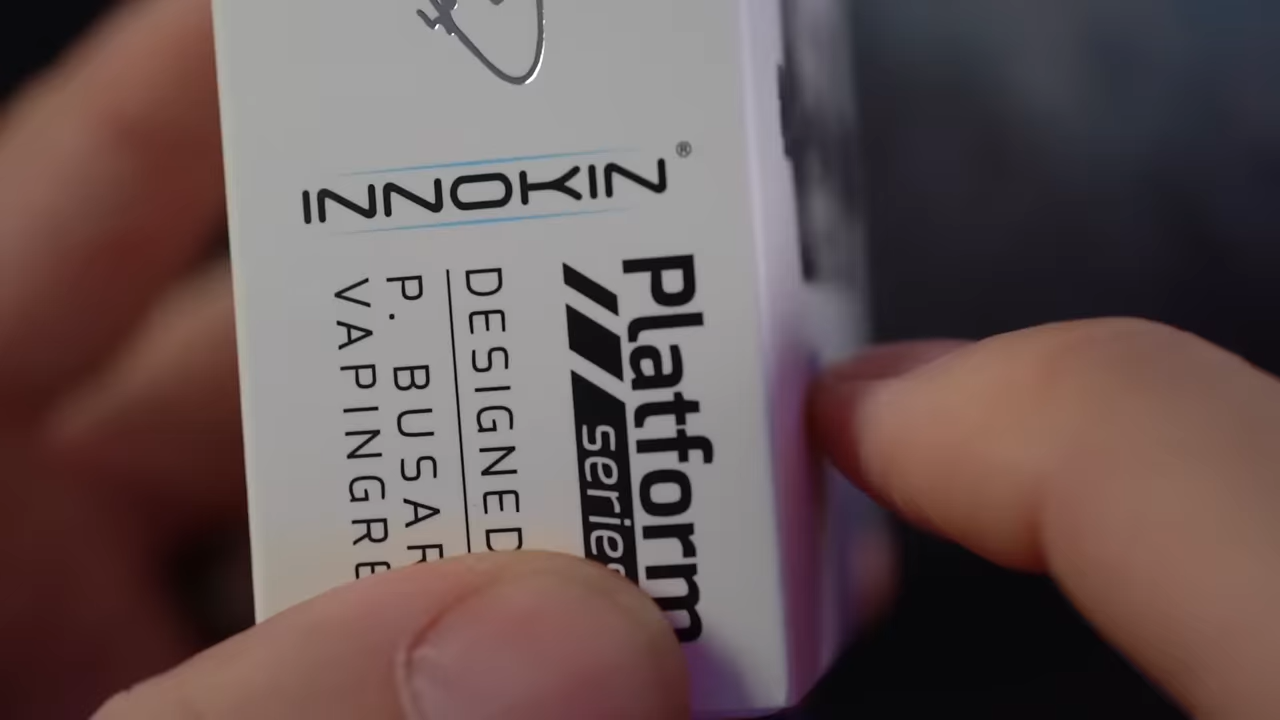 INNOKIN®
Platform
series
DESIGNED
P. BUSAR
VAPINGRE